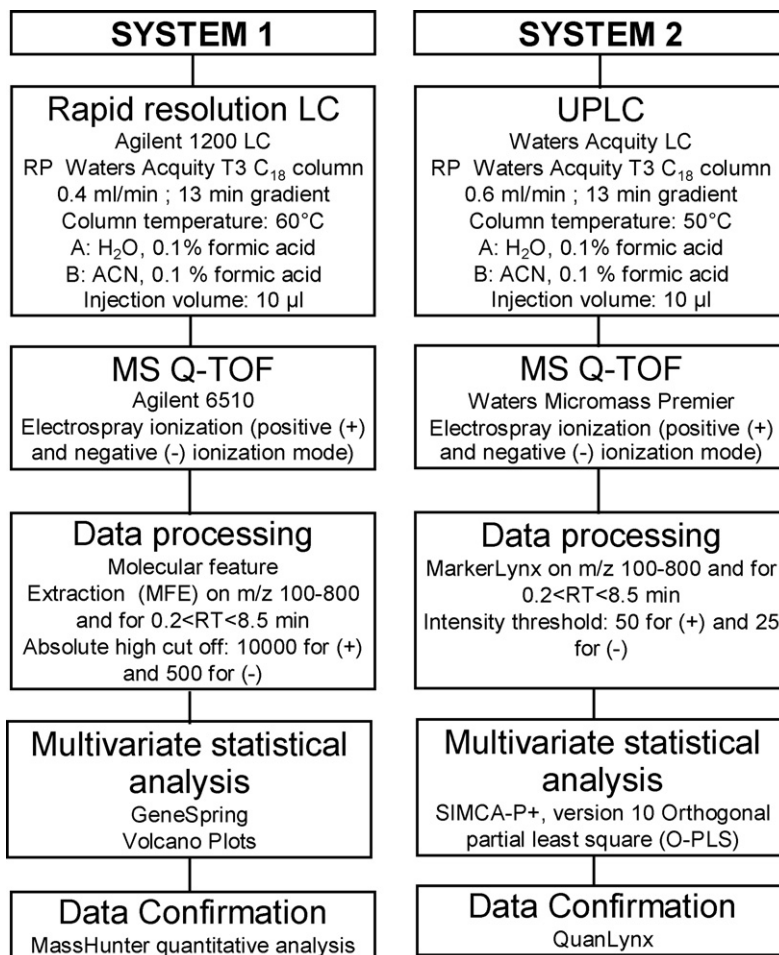 SYSTEM 1
Rapid resolution LC
Agilent 1200 LC
RP  Waters Acquity T3 C₁₈ column
0.4 ml/min ; 13 min gradient
Column temperature: 60°C
A: H₂O, 0.1% formic acid
B: ACN, 0.1 % formic acid
Injection volume: 10 µl
MS Q-TOF
Agilent 6510
Electrospray ionization (positive (+)
and negative (-) ionization mode)
Data processing
Molecular feature
Extraction (MFE) on m/z 100-800
and for 0.2<RT<8.5 min
Absolute high cut off: 10000 for (+)
and 500 for (-)
Multivariate statistical
analysis
GeneSpring
Volcano Plots
Data Confirmation
MassHunter quantitative analysis
SYSTEM 2
UPLC
Waters Acquity LC
RP  Waters Acquity T3 C₁₈ column
0.6 ml/min ; 13 min gradient
Column temperature: 50°C
A: H₂O, 0.1% formic acid
B: ACN, 0.1 % formic acid
Injection volume: 10 µl
MS Q-TOF
Waters Micromass Premier
Electrospray ionization (positive (+)
and negative (-) ionization mode)
Data processing
MarkerLynx on m/z 100-800 and for
0.2<RT<8.5 min
Intensity threshold: 50 for (+) and 25
for (-)
Multivariate statistical
analysis
SIMCA-P+, version 10 Orthogonal
partial least square (O-PLS)
Data Confirmation
QuanLynx